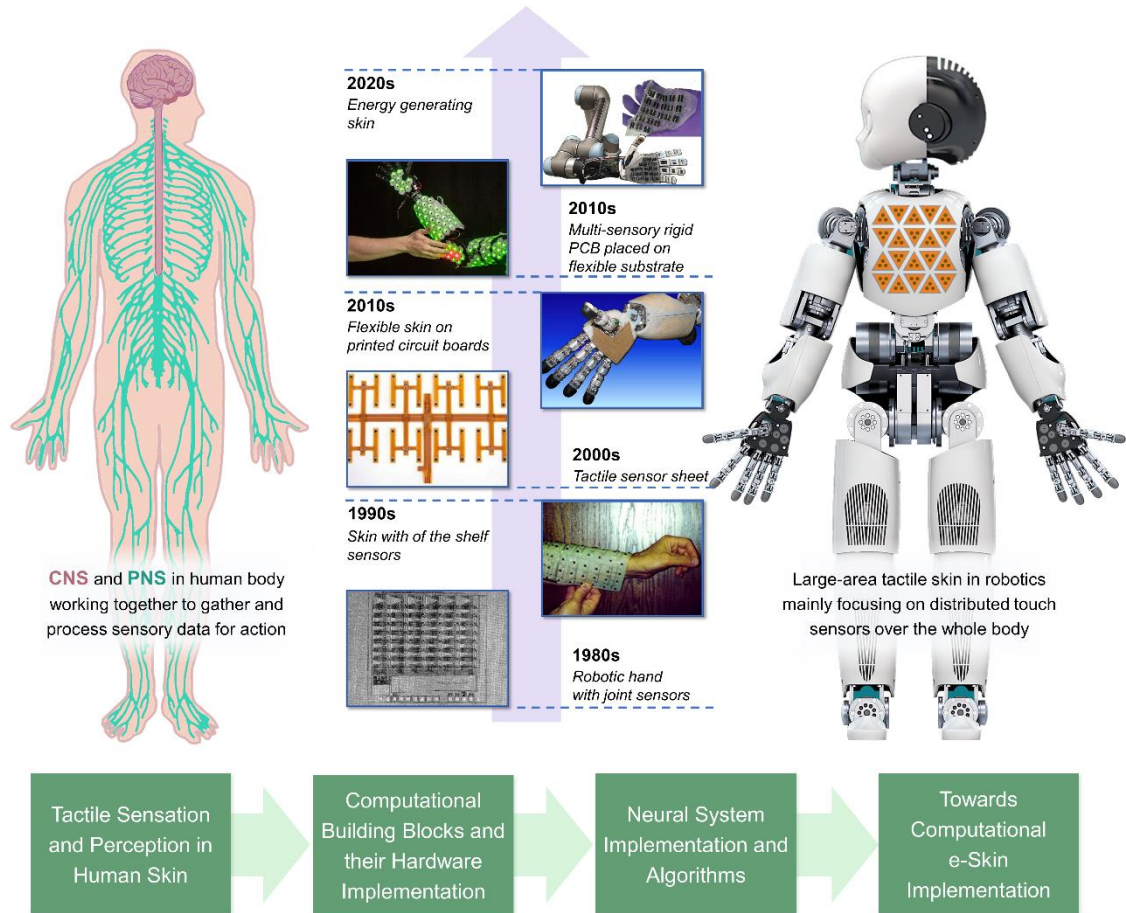 2020s
Energy generating
skin
2010s
Multi-sensory rigid
PCB placed on
flexible substrate
2010s
Flexible skin on
printed circuit boards
2000s
Tactile sensor sheet
1990s
Skin with of the shelf
sensors
1980s
Robotic hand
with joint sensors
CNS and PNS in human body
working together to gather and
process sensory data for action
Large-area tactile skin in robotics
mainly focusing on distributed touch
sensors over the whole body
Tactile Sensation
and Perception in
Human Skin
Computational
Building Blocks and
their Hardware
Implementation
Neural System
Implementation and
Algorithms
Towards
Computational
e-Skin
Implementation